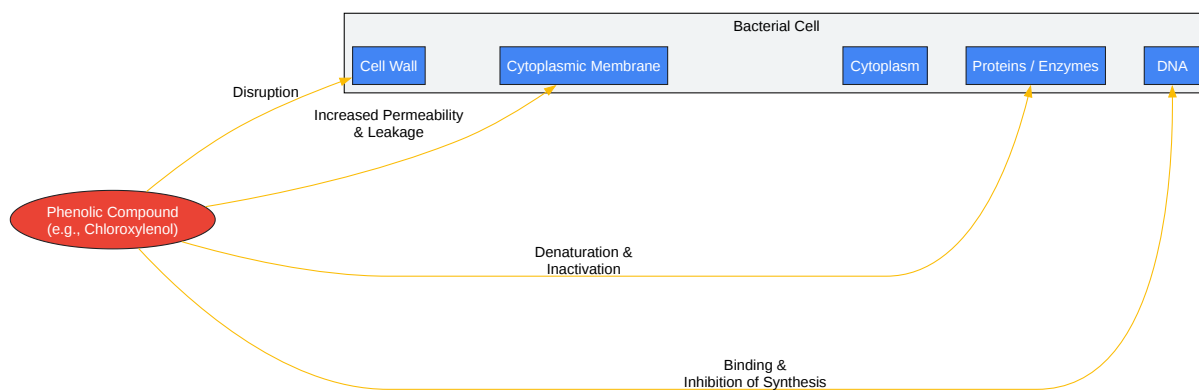 Bacterial Cell
Cell Wall
Cytoplasmic Membrane
Cytoplasm
Proteins / Enzymes
DNA
Disruption
Increased Permeability
& Leakage
Phenolic Compound
(e.g., Chloroxylenol)
Denaturation &
Inactivation
Binding &
Inhibition of Synthesis